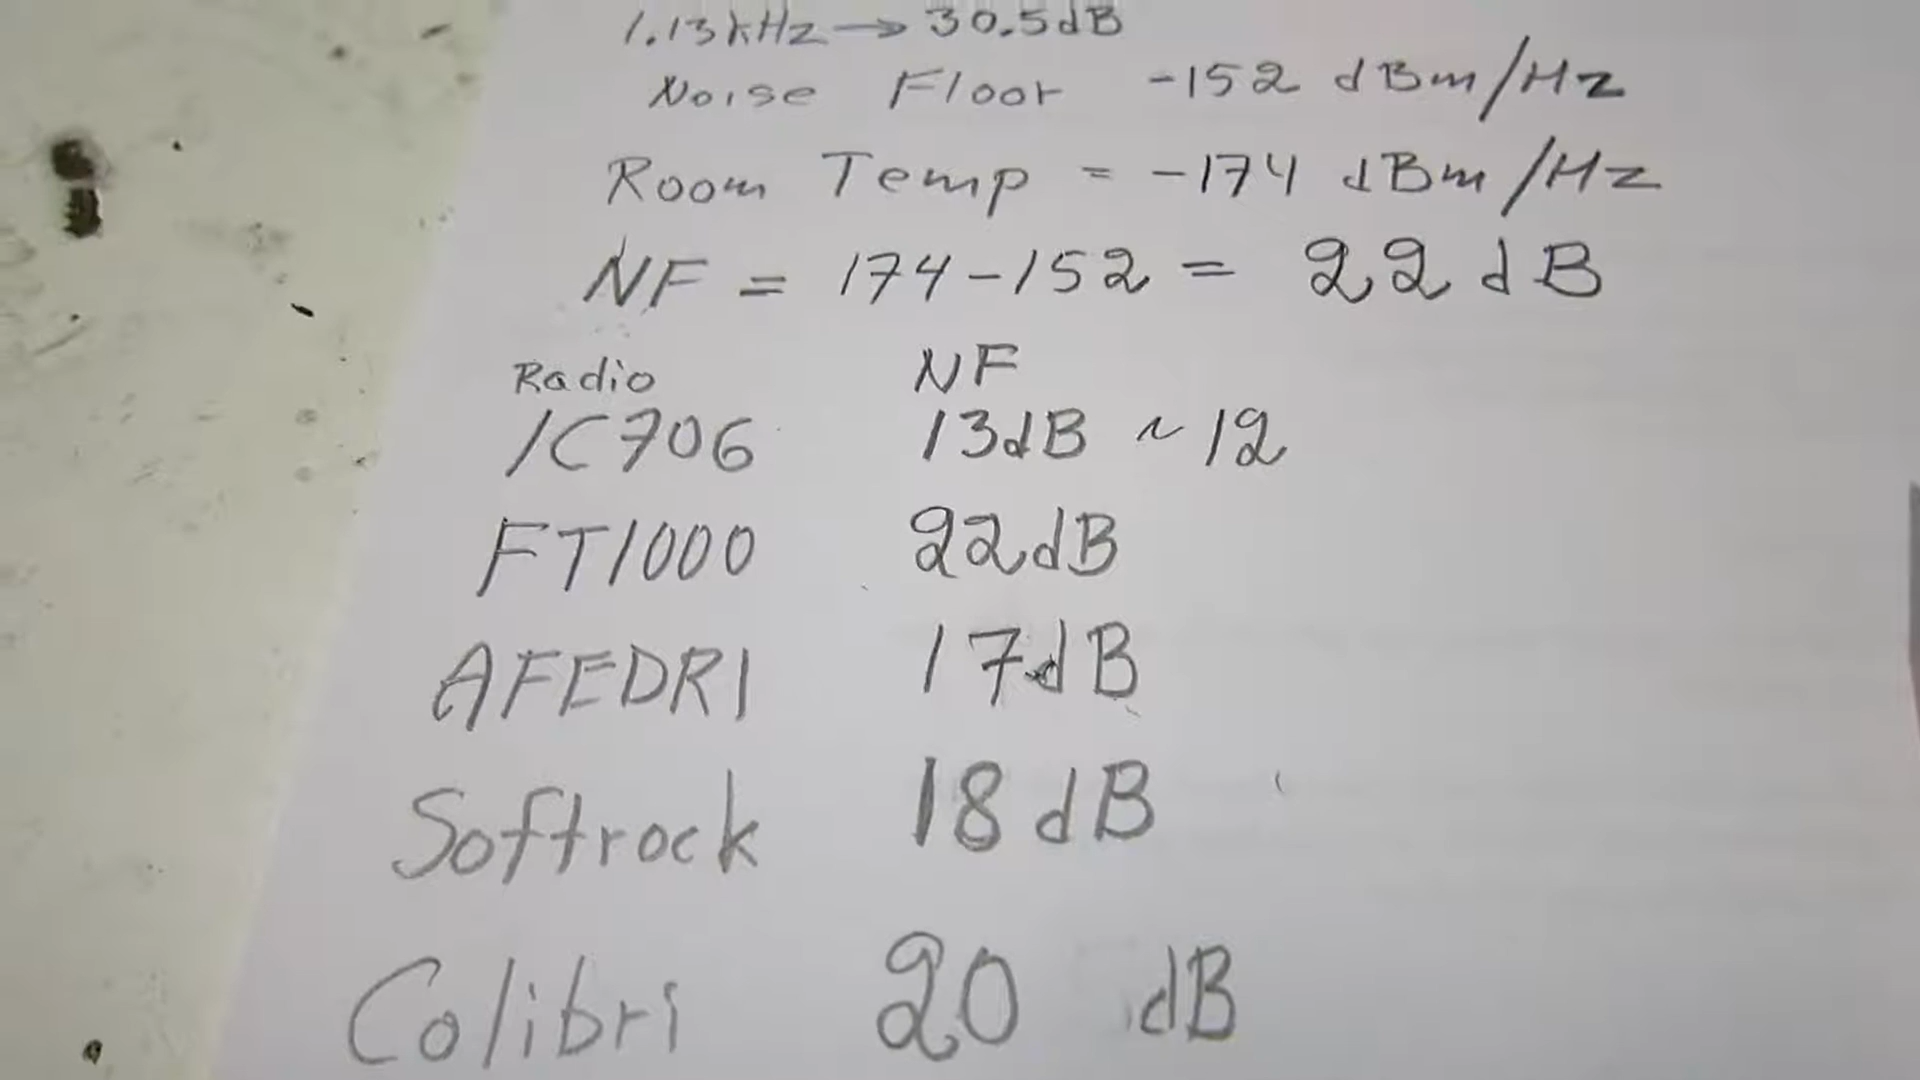 1.13kHz → 30.5dB
Noise Floor -152 dBm/Hz
Room Temp = -174 dBm/Hz
NF = 174-152 = 22 dB
Radio NF
IC706 13dB ~ 12
FT1000 22dB
AFEDRI 17dB
Softrock 18dB
Colibri 20 dB